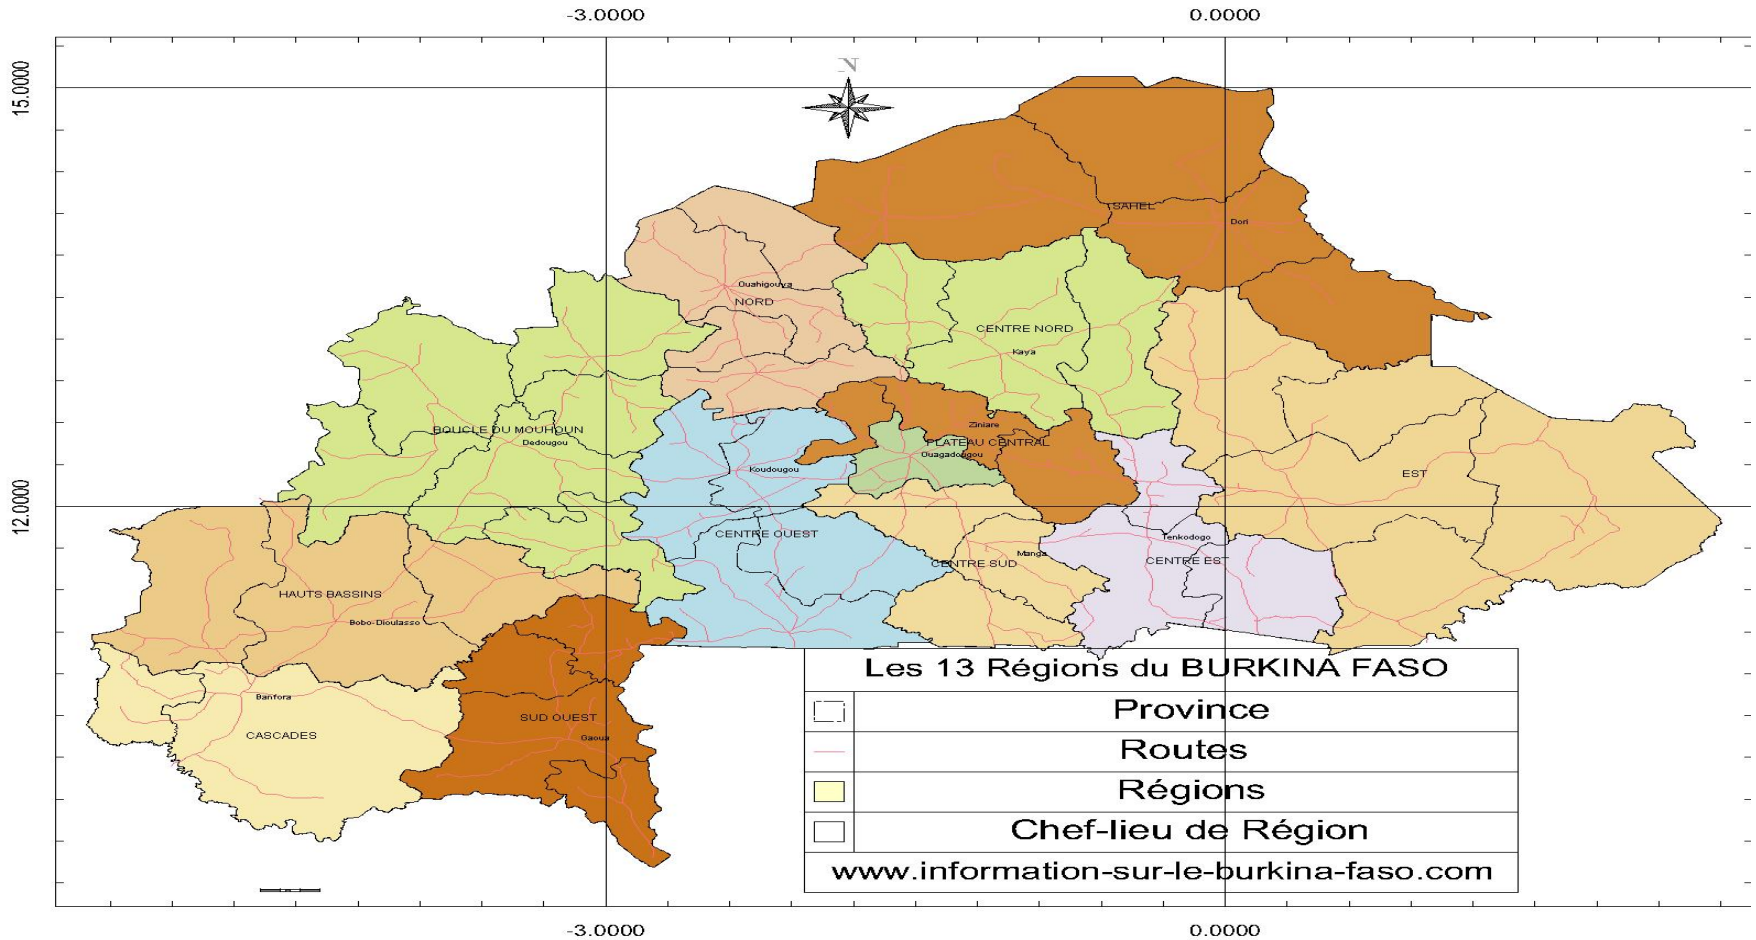 -3.0000
0.0000
N
15.0000
SAHEL
Dori
Ouahigouya
NORD
CENTRE NORD
Kaya
BOUCLE DU MOUHOUN
Dedougou
Ziniare
PLATEAU CENTRAL
Ouagadougou
Koudougou
EST
12.0000
CENTRE OUEST
Tenkodogo
Manga
CENTRE SUD
CENTRE EST
HAUTS BASSINS
Bobo-Dioulasso
Banfora
CASCADES
SUD OUEST
Gaoua
Les 13 Régions du BURKINA FASO
Province
Routes
Régions
Chef-lieu de Région
www.information-sur-le-burkina-faso.com
-3.0000
0.0000